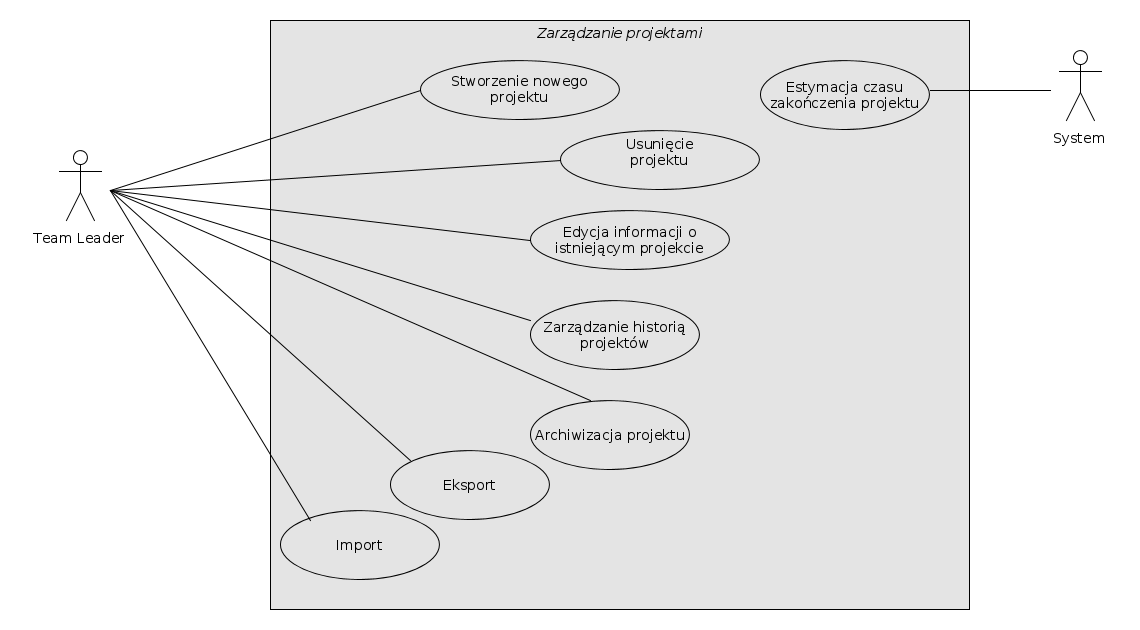 Zarządzanie projektami
Stworzenie nowego
projektu
Estymacja czasu
zakończenia projektu
System
Usunięcie
projektu
Team Leader
Edycja informacji o
istniejącym projekcie
Zarządzanie historią
projektów
Archiwizacja projektu
Eksport
Import